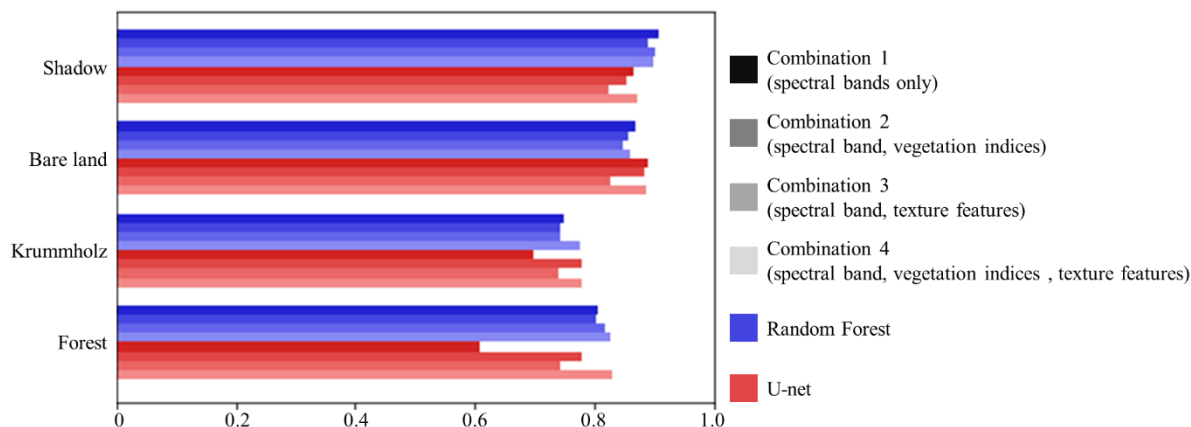 Shadow
Bare land
Krummholz
Forest
0
0.2
0.4
0.6
0.8
1.0
Combination 1
(spectral bands only)
Combination 2
(spectral band, vegetation indices)
Combination 3
(spectral band, texture features)
Combination 4
(spectral band, vegetation indices , texture features)
Random Forest
U-net